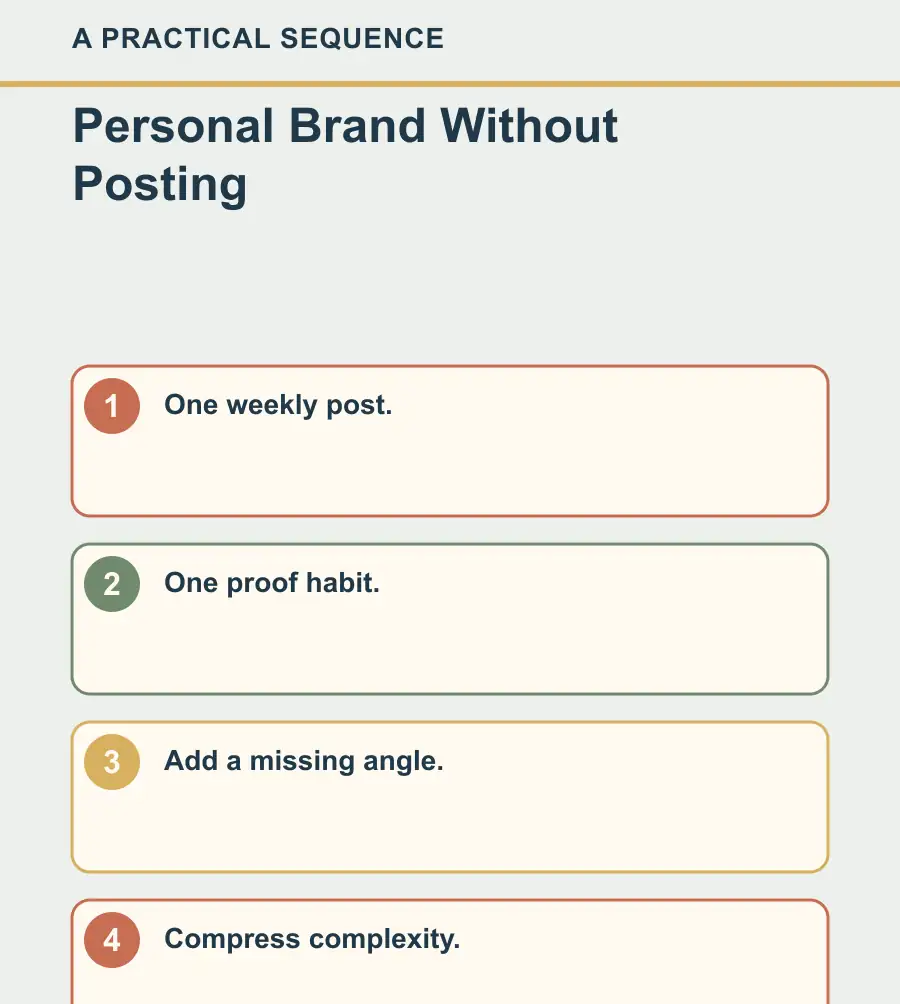 A PRACTICAL SEQUENCE
Personal Brand Without
Posting
1 One weekly post.
2 One proof habit.
3 Add a missing angle.
4 Compress complexity.